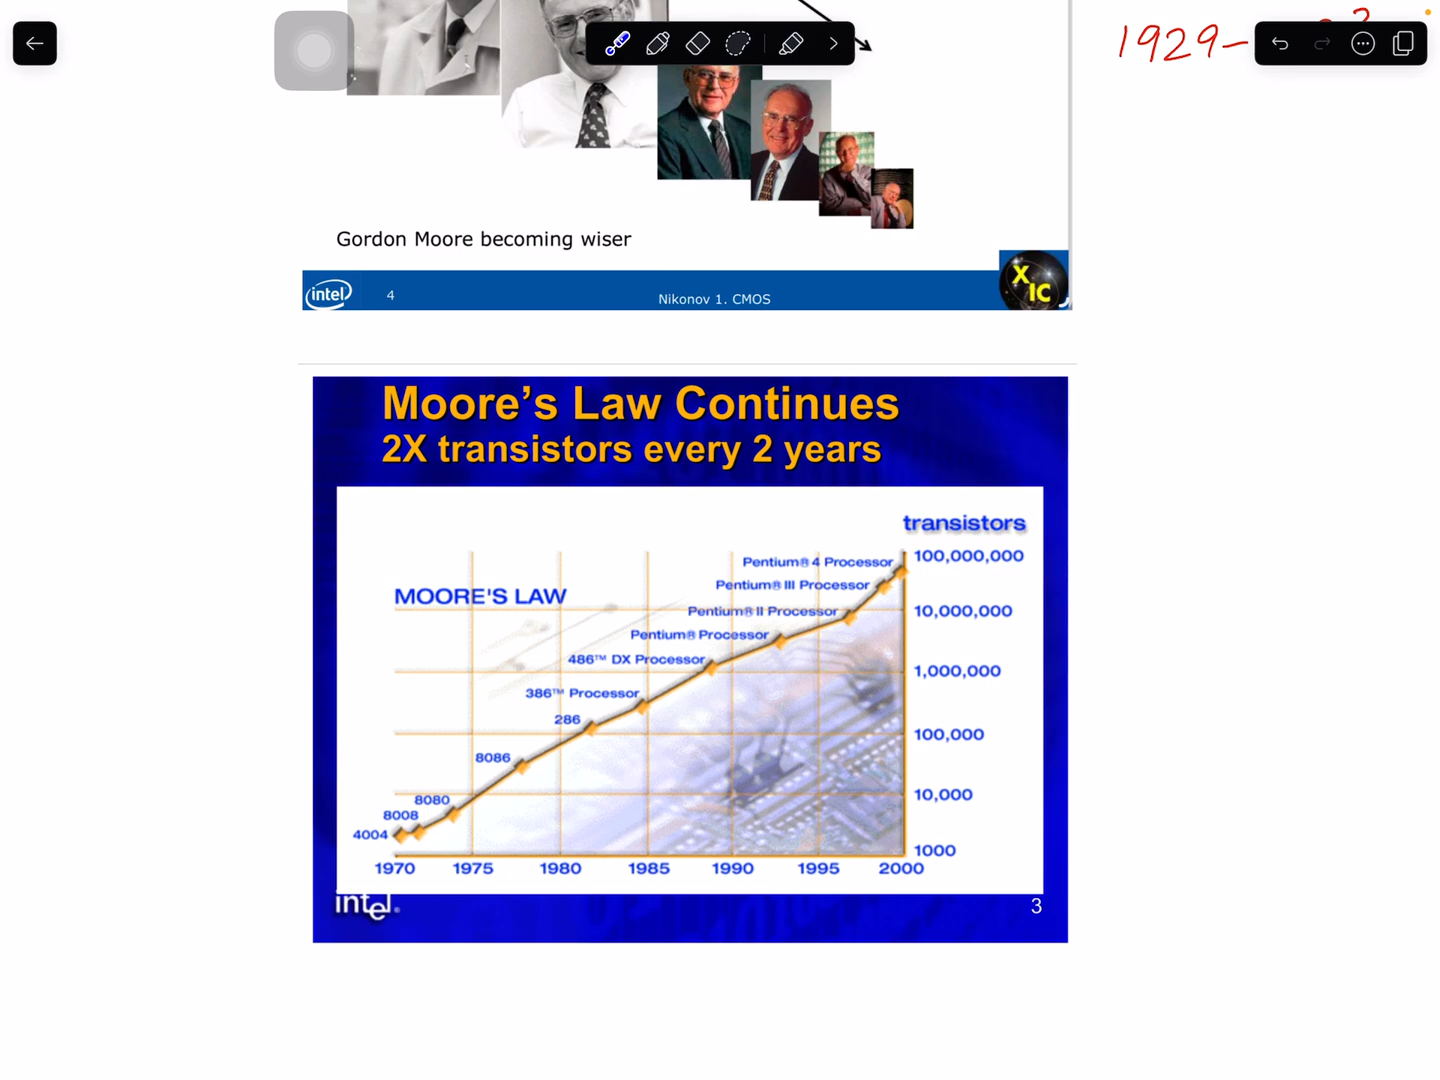 1929-
Gordon Moore becoming wiser
intel
4
Nikonov 1. CMOS
X
IC
Moore's Law Continues
2X transistors every 2 years
transistors
100,000,000
Pentium® 4 Processor
Pentium® III Processor
MOORE'S LAW
Pentium® II Processor
10,000,000
Pentium® Processor
486™ DX Processor
1,000,000
386™ Processor
286
100,000
8086
10,000
8080
8008
4004
1000
1970 1975 1980 1985 1990 1995 2000
intel®
3